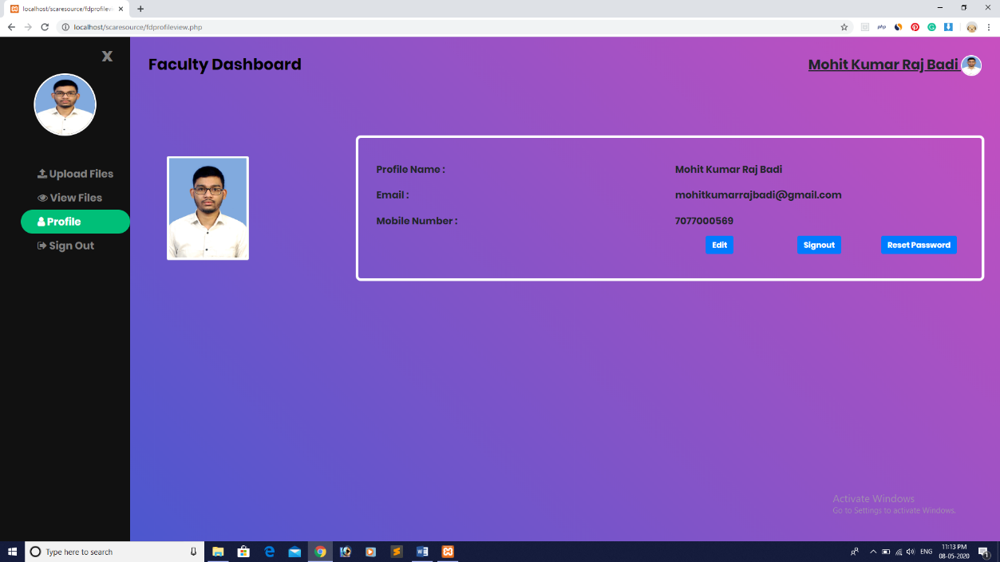 localhost/scaresource/fdprofilevi
localhost/scaresource/fdprofileview.php
php
X
Faculty Dashboard
Mohit Kumar Raj Badi
Upload Files
View Files
Profile
Sign Out
Profile Name :
Mohit Kumar Raj Badi
Email :
mohitkumarrajbadi@gmail.com
Mobile Number :
7077000569
Edit
Signout
Reset Password
Activate Windows
Go to Settings to activate Windows.
Type here to search
ENG
11:13 PM
08-05-2020
1